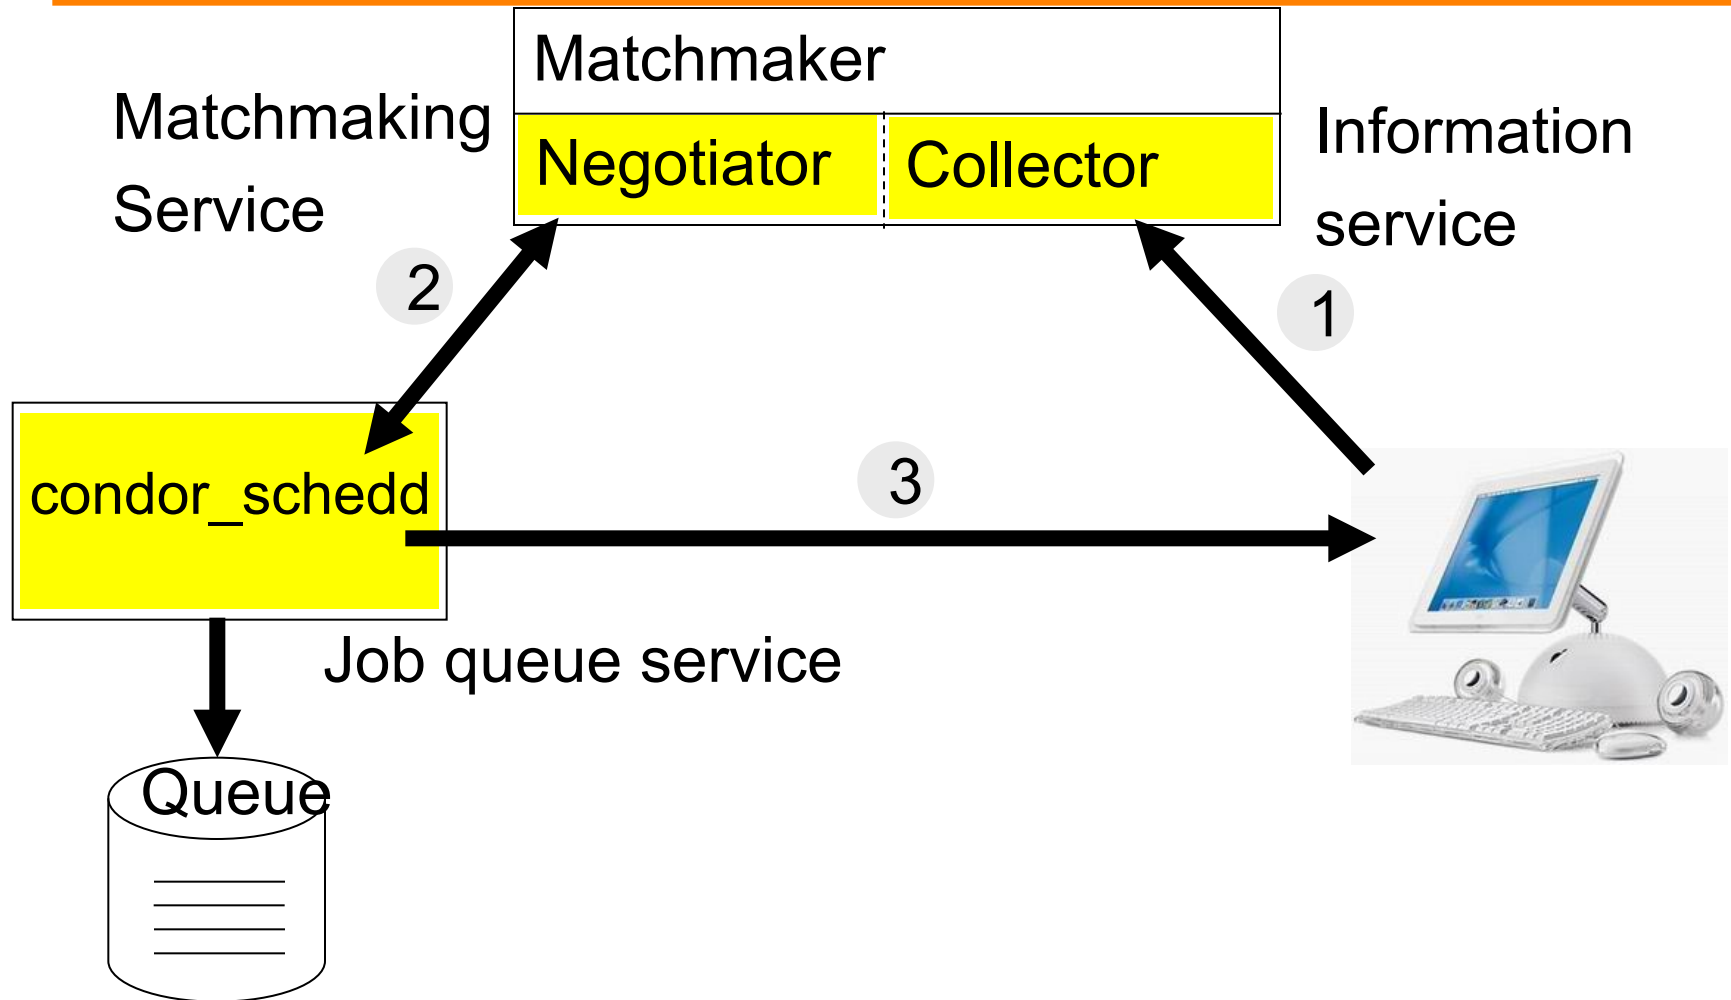 Matchmaker
Matchmaking
Service
Negotiator
Collector
Information
service
2
1
condor_schedd
3
Job queue service
Queue